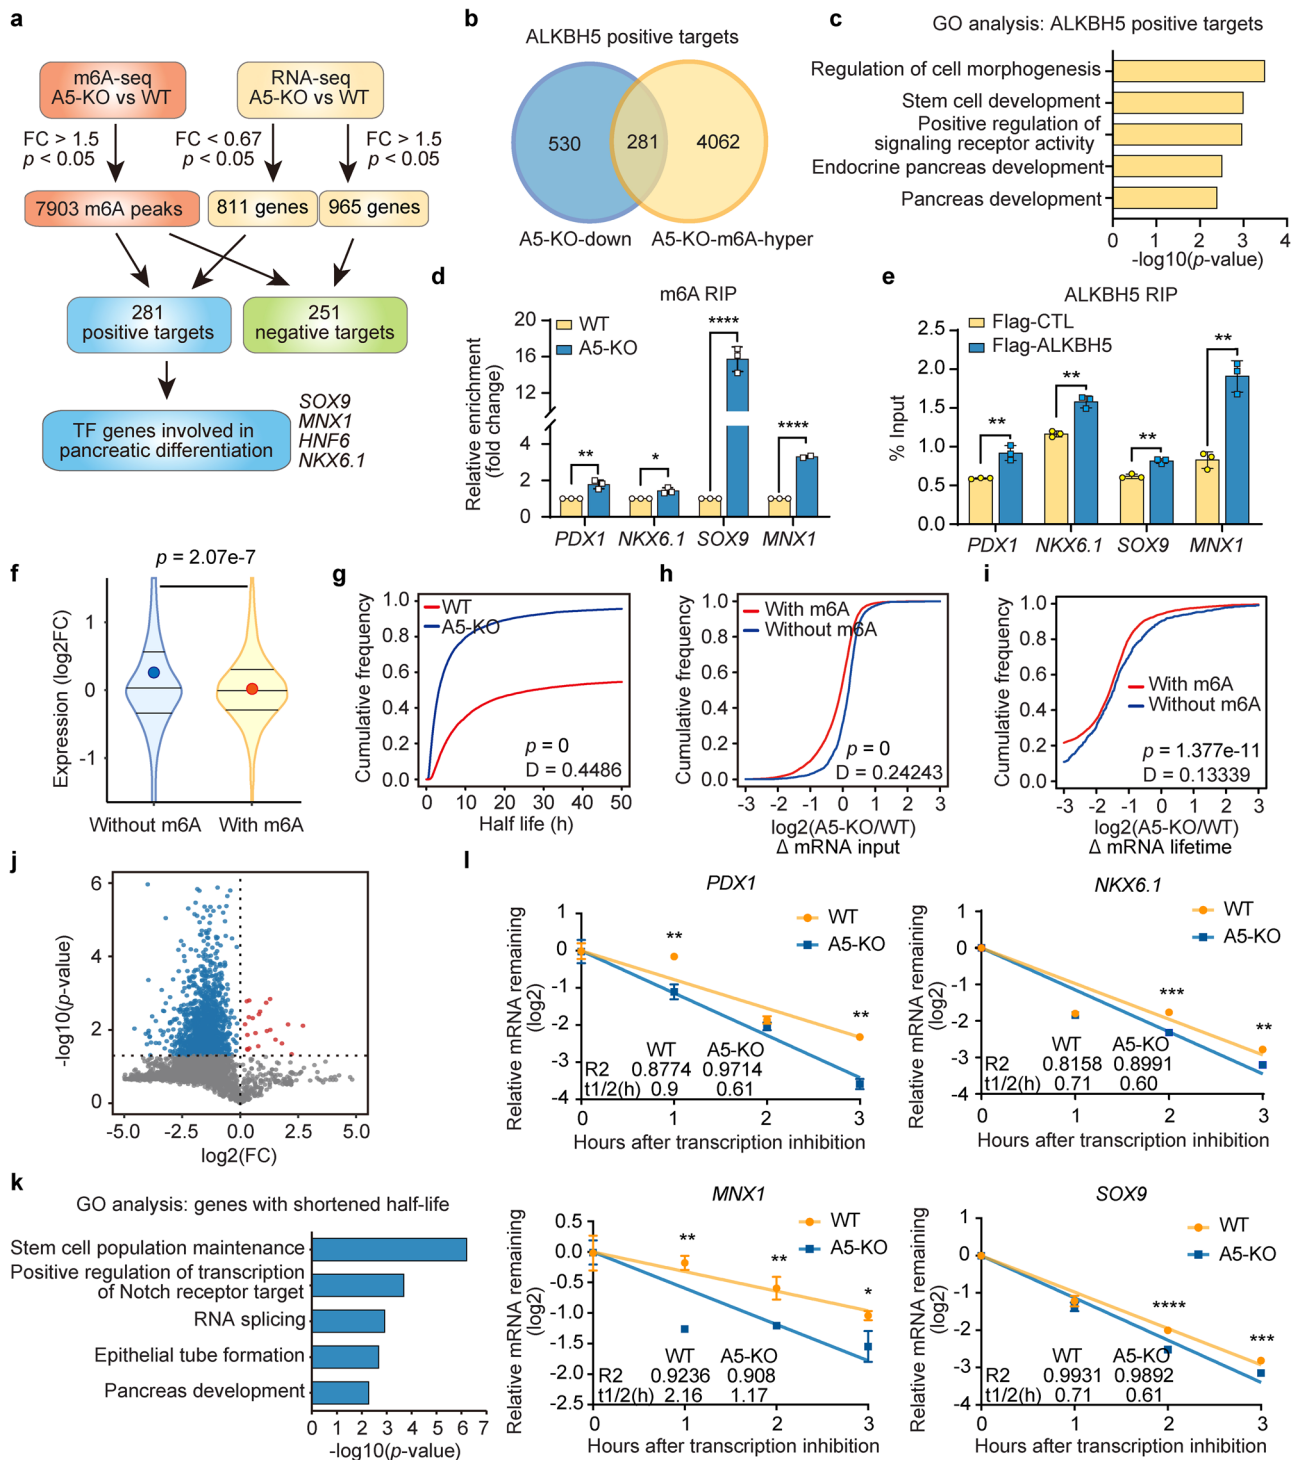 a
m6A-seq
A5-KO vs WT
RNA-seq
A5-KO vs WT
FC > 1.5
p < 0.05
FC < 0.67
p < 0.05
FC > 1.5
p < 0.05
7903 m6A peaks
811 genes
965 genes
281
positive targets
251
negative targets
TF genes involved in
pancreatic differentiation
SOX9
MNX1
HNF6
NKX6.1
b
ALKBH5 positive targets
530
281
4062
A5-KO-down
A5-KO-m6A-hyper
c
GO analysis: ALKBH5 positive targets
Regulation of cell morphogenesis
Stem cell development
Positive regulation of
signaling receptor activity
Endocrine pancreas development
Pancreas development
0 1 2 3 4
-log10(p-value)
d
m6A RIP
WT
A5-KO
Relative enrichment
(fold change)
20
16
12
4
2
0
**
*
****
****
PDX1 NKX6.1 SOX9 MNX1
e
ALKBH5 RIP
Flag-CTL
Flag-ALKBH5
% Input
2.5
2.0
1.5
1.0
0.5
0.0
**
**
**
**
PDX1 NKX6.1 SOX9 MNX1
f
p = 2.07e-7
Expression (log2FC)
1
0
-1
Without m6A With m6A
g
WT
A5-KO
Cumulative frequency
1.0
0.8
0.6
0.4
0.2
0.0
p = 0
D = 0.4486
0 10 20 30 40 50
Half life (h)
h
With m6A
Without m6A
Cumulative frequency
1.0
0.8
0.6
0.4
0.2
0.0
p = 0
D = 0.24243
-3 -2 -1 0 1 2 3
log2(A5-KO/WT)
Δ mRNA input
i
Cumulative frequency
1.0
0.8
0.6
0.4
0.2
0.0
With m6A
Without m6A
p = 1.377e-11
D = 0.13339
-3 -2 -1 0 1 2 3
log2(A5-KO/WT)
Δ mRNA lifetime
j
-log10(p-value)
6
4
2
0
-5.0 -2.5 0.0 2.5 5.0
log2(FC)
k
GO analysis: genes with shortened half-life
Stem cell population maintenance
Positive regulation of transcription
of Notch receptor target
RNA splicing
Epithelial tube formation
Pancreas development
0 1 2 3 4 5 6 7
-log10(p-value)
l
PDX1
WT
A5-KO
Relative mRNA remaining
(log2)
1
0
-1
-2
-3
-4
**
**
WT A5-KO
R2 0.8774 0.9714
t1/2(h) 0.9 0.61
0 1 2 3
Hours after transcription inhibition
NKX6.1
WT
A5-KO
Relative mRNA remaining
(log2)
1
0
-1
-2
-3
-4
***
**
WT A5-KO
R2 0.8158 0.8991
t1/2(h) 0.71 0.60
0 1 2 3
Hours after transcription inhibition
MNX1
WT
A5-KO
Relative mRNA remaining
(log2)
0.5
0.0
-0.5
-1.0
-1.5
-2.0
-2.5
**
**
*
WT A5-KO
R2 0.9236 0.908
t1/2(h) 2.16 1.17
0 1 2 3
Hours after transcription inhibition
SOX9
WT
A5-KO
Relative mRNA remaining
(log2)
1
0
-1
-2
-3
-4
****
***
WT A5-KO
R2 0.9931 0.9892
t1/2(h) 0.71 0.61
0 1 2 3
Hours after transcription inhibition